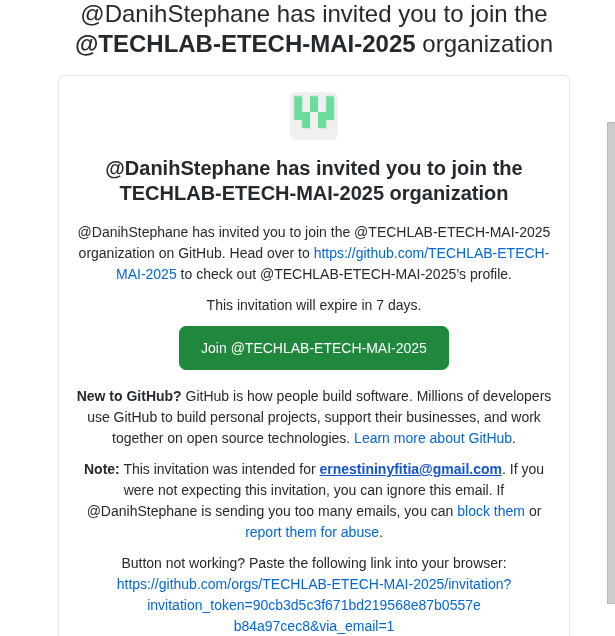 @DanihStephane has invited you to join the
@TECHLAB-ETECH-MAI-2025 organization
@DanihStephane has invited you to join the
TECHLAB-ETECH-MAI-2025 organization
@DanihStephane has invited you to join the @TECHLAB-ETECH-MAI-2025
organization on GitHub. Head over to https://github.com/TECHLAB-ETECH-
MAI-2025 to check out @TECHLAB-ETECH-MAI-2025's profile.
This invitation will expire in 7 days.
Join @TECHLAB-ETECH-MAI-2025
New to GitHub? GitHub is how people build software. Millions of developers
use GitHub to build personal projects, support their businesses, and work
together on open source technologies. Learn more about GitHub.
Note: This invitation was intended for ernestininyfitia@gmail.com. If you
were not expecting this invitation, you can ignore this email. If
@DanihStephane is sending you too many emails, you can block them or
report them for abuse.
Button not working? Paste the following link into your browser:
https://github.com/orgs/TECHLAB-ETECH-MAI-2025/invitation?
invitation_token=90cb3d5c3f671bd219568e87b0557e
b84a97cec8&via_email=1